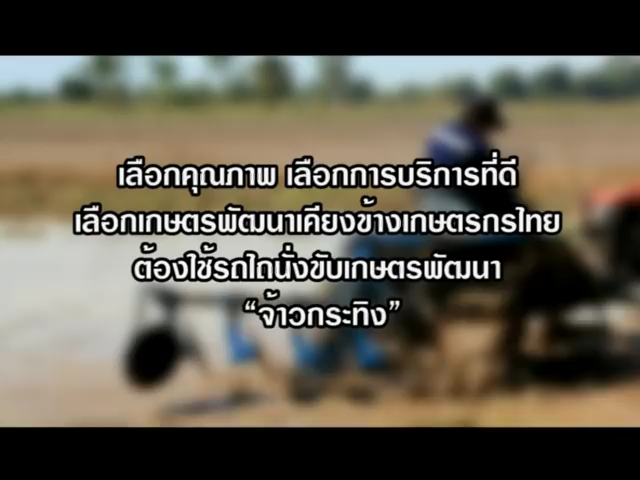 เลือกคุณภาพ เลือกการบริการที่ดี
เลือกเกษตรพัฒนาเคียงข้างเกษตรกรไทย
ต้องใช้รถไถนั่งขับเกษตรพัฒนา
“จ้าวกระทิง”